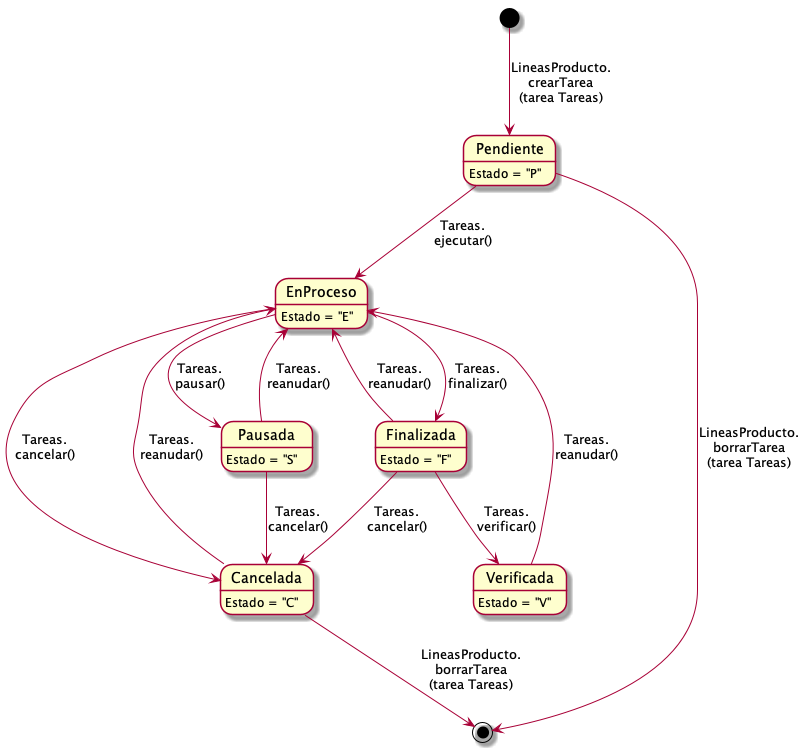 LineasProducto.
crearTarea
(tarea Tareas)
Pendiente
Estado = "P"
Tareas.
ejecutar()
EnProceso
Estado = "E"
Tareas.
pausar()
Tareas.
reanudar()
Tareas.
reanudar()
Tareas.
finalizar()
Tareas.
cancelar()
Tareas.
reanudar()
Pausada
Estado = "S"
Finalizada
Estado = "F"
Tareas.
reanudar()
LineasProducto.
borrarTarea
(tarea Tareas)
Tareas.
cancelar()
Tareas.
cancelar()
Tareas.
verificar()
Cancelada
Estado = "C"
Verificada
Estado = "V"
LineasProducto.
borrarTarea
(tarea Tareas)